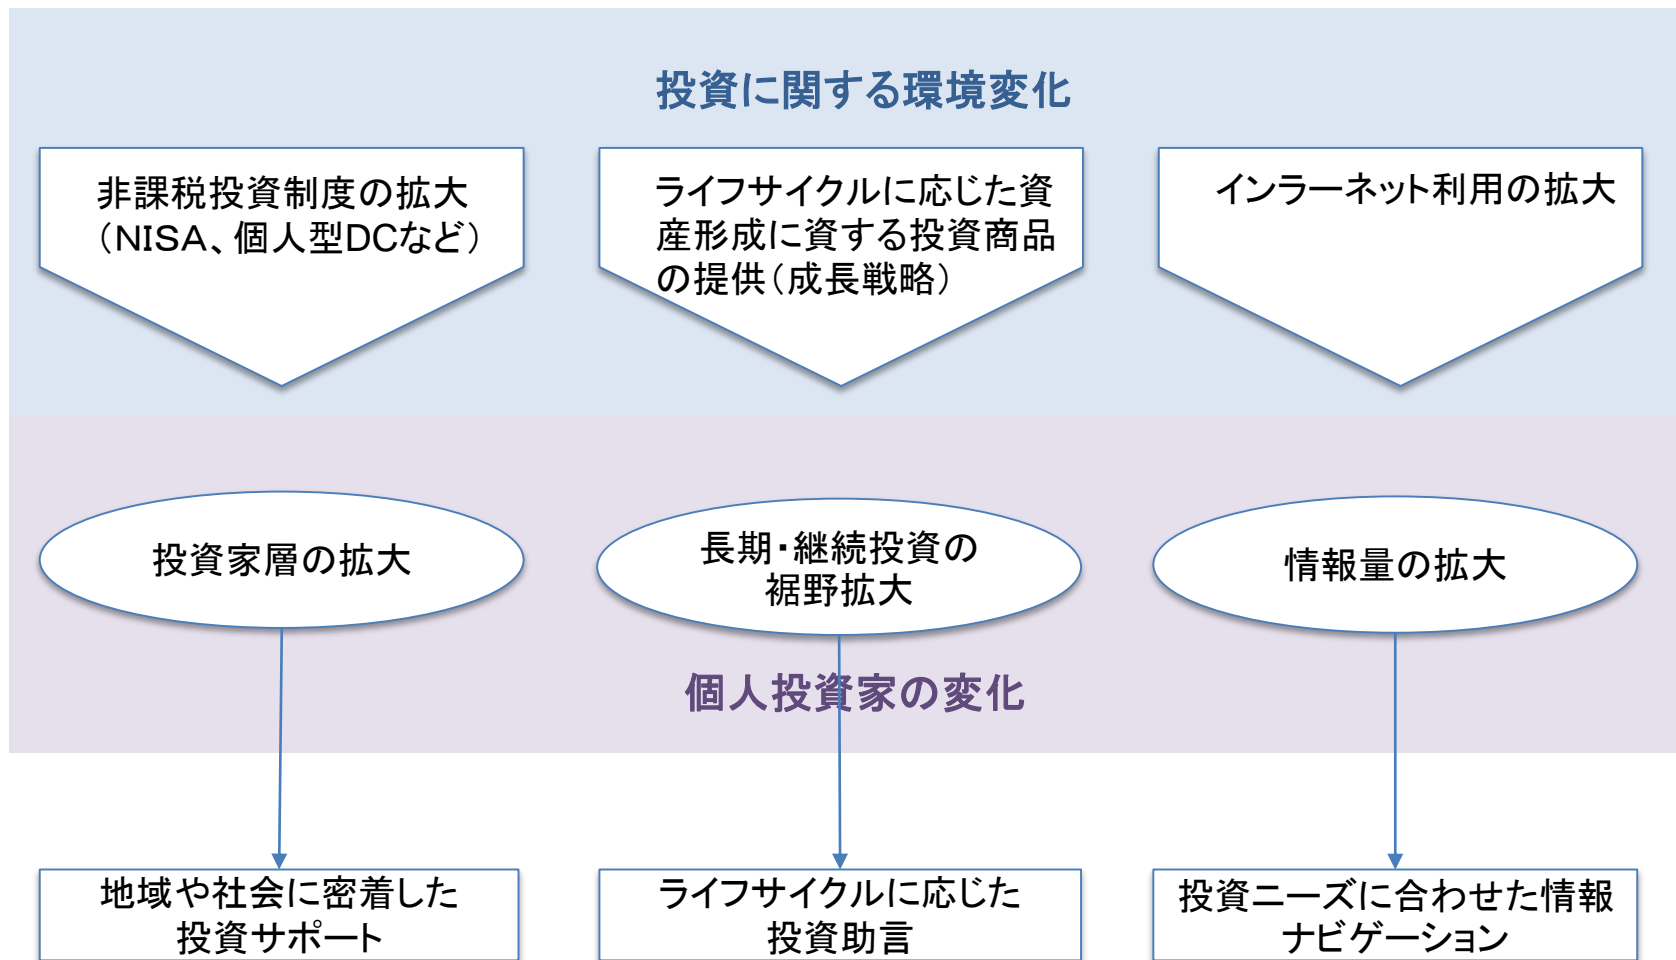 投資に関する環境変化
非課税投資制度の拡大
（NISA、個人型DCなど）
ライフサイクルに応じた資
産形成に資する投資商品
の提供（成長戦略）
インラーネット利用の拡大
投資家層の拡大
長期・継続投資の
裾野拡大
情報量の拡大
個人投資家の変化
地域や社会に密着した
投資サポート
ライフサイクルに応じた
投資助言
投資ニーズに合わせた情報
ナビゲーション